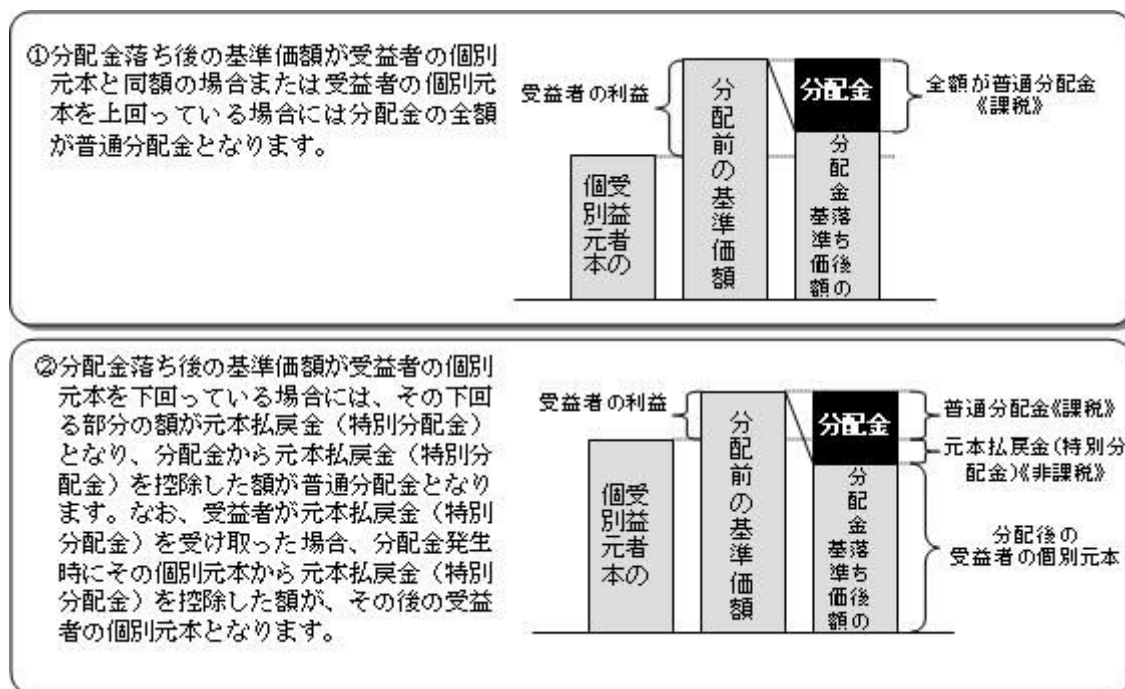 ①分配金落ち後の基準価額が受益者の個別
元本と同額の場合または受益者の個別元
本を上回っている場合には分配金の全額
が普通分配金となります。
受益者の利益
受益者の
個別元本
分配前の基準価額
分配金
分配金落ち後の
基準価額
全額が普通分配金
《課税》
②分配金落ち後の基準価額が受益者の個別
元本を下回っている場合には、その下回
る部分の額が元本払戻金（特別分配金）
となり、分配金から元本払戻金（特別分
配金）を控除した額が普通分配金となり
ます。なお、受益者が元本払戻金（特別
分配金）を受け取った場合、分配金発生
時にその個別元本から元本払戻金（特別
分配金）を控除した額が、その後の受益
者の個別元本となります。
受益者の利益
受益者の
個別元本
分配前の基準価額
分配金
分配金落ち後の
基準価額
普通分配金《課税》
元本払戻金(特別分
配金)《非課税》
分配後の
受益者の個別元本